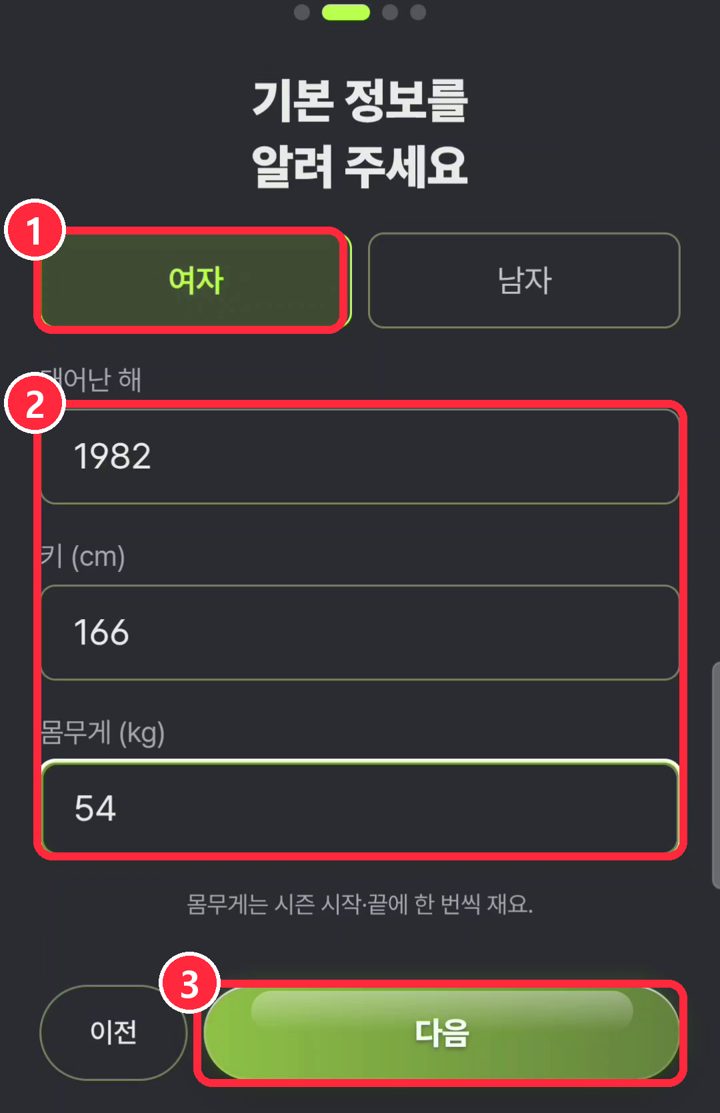 기본 정보를
알려 주세요
1
여자
남자
태어난 해
2
1982
키 (cm)
166
몸무게 (kg)
54
몸무게는 시즌 시작·끝에 한 번씩 재요.
3
이전
다음